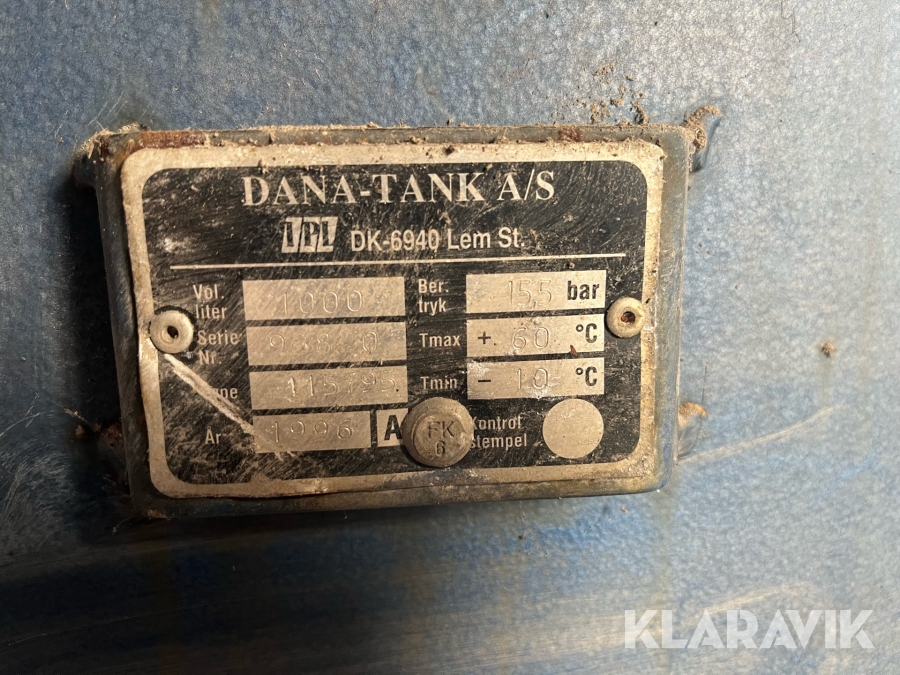 DANA-TANK A/S
DK-6940 Lem St.
Vol. liter 1000 Ber. tryk 15,5 bar
Serie Nr. Tmax + 60 °C
Tmin - 10 °C
År 1996 A FK 6 Kontrol stempel
KLARAVIK